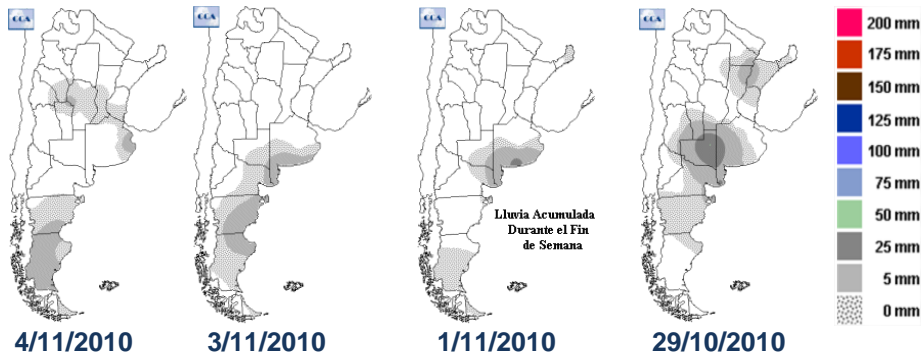 CCA
CCA
CCA
CCA
Lluvia Acumulada
Durante el Fin
de Semana
4/11/2010
3/11/2010
1/11/2010
29/10/2010
200 mm
175 mm
150 mm
125 mm
100 mm
75 mm
50 mm
25 mm
5 mm
0 mm